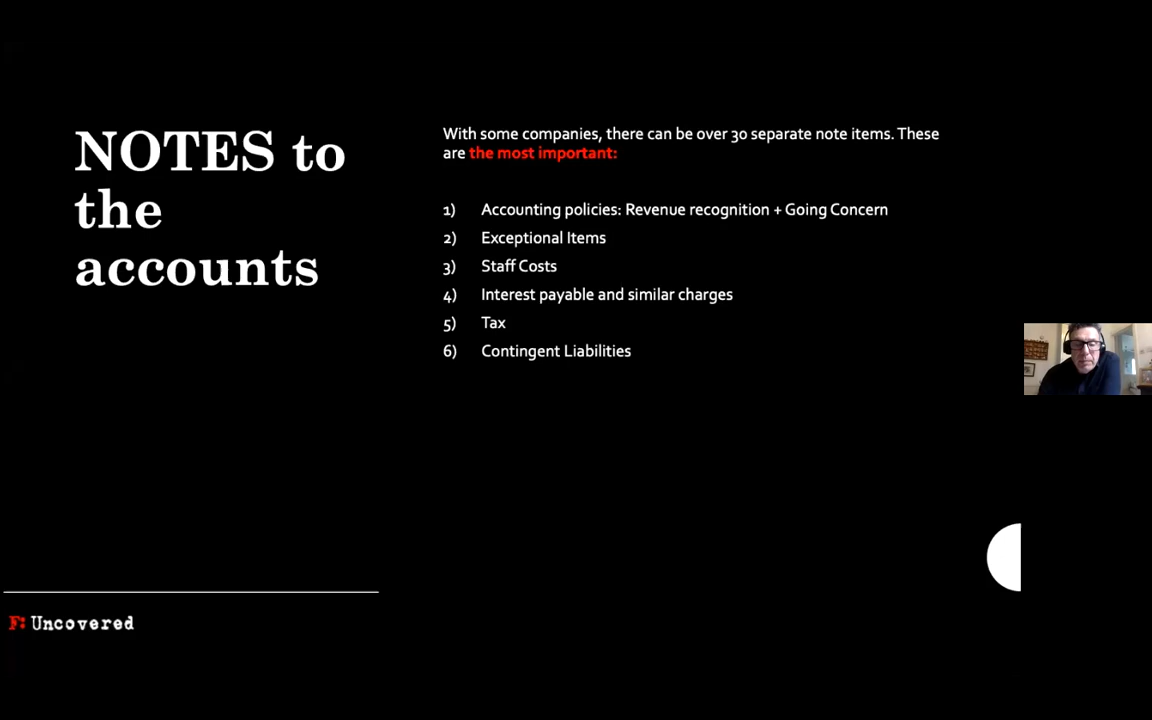 NOTES to
the
accounts
With some companies, there can be over 30 separate note items. These
are the most important:
1) Accounting policies: Revenue recognition + Going Concern
2) Exceptional Items
3) Staff Costs
4) Interest payable and similar charges
5) Tax
6) Contingent Liabilities
F: Uncovered